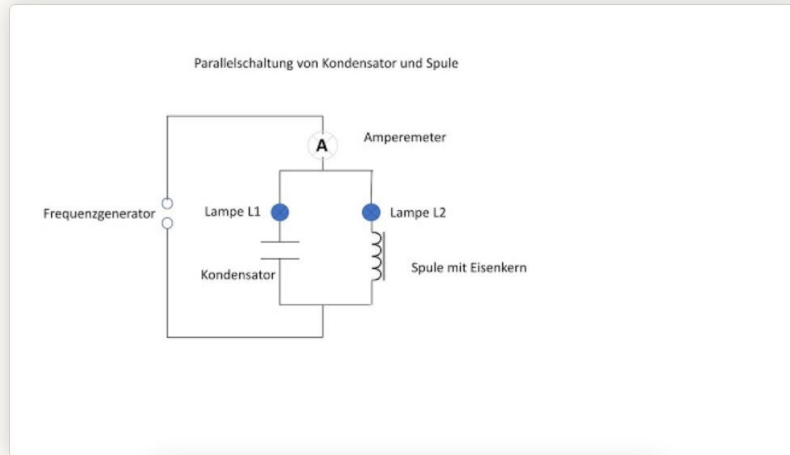 Parallelschaltung von Kondensator und Spule
A
Amperemeter
Frequenzgenerator
Lampe L1
Lampe L2
Kondensator
Spule mit Eisenkern